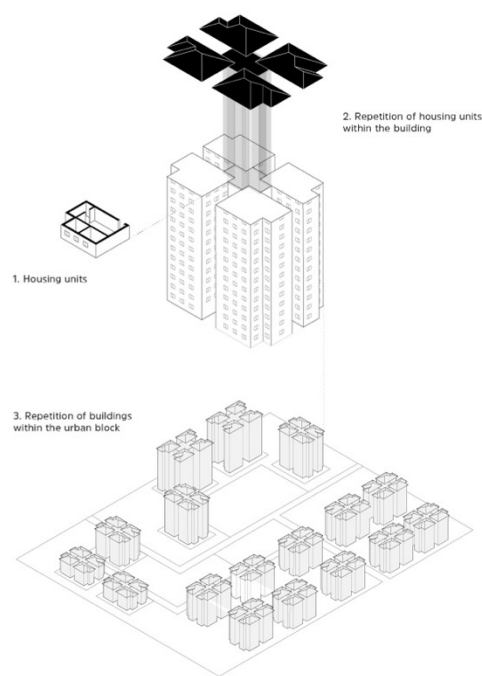 2. Repetition of housing units
within the building
1. Housing units
3. Repetition of buildings
within the urban block